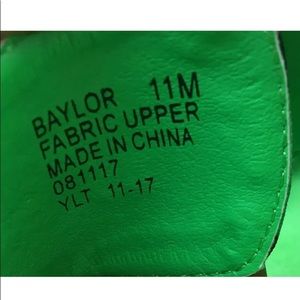 BAYLOR 11M
FABRIC UPPER
MADE IN CHINA
081117
YLT 11-17